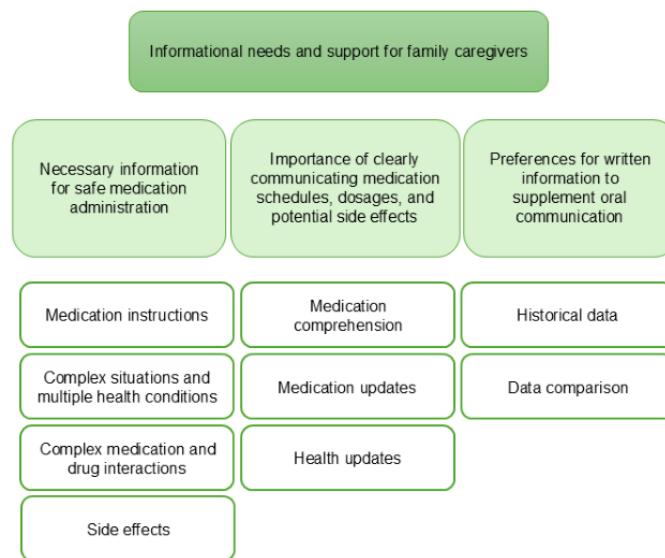 Informational needs and support for family caregivers
Necessary information
for safe medication
administration
Importance of clearly
communicating medication
schedules, dosages, and
potential side effects
Preferences for written
information to
supplement oral
communication
Medication instructions
Complex situations and
multiple health conditions
Complex medication and
drug interactions
Side effects
Medication
comprehension
Medication updates
Health updates
Historical data
Data comparison